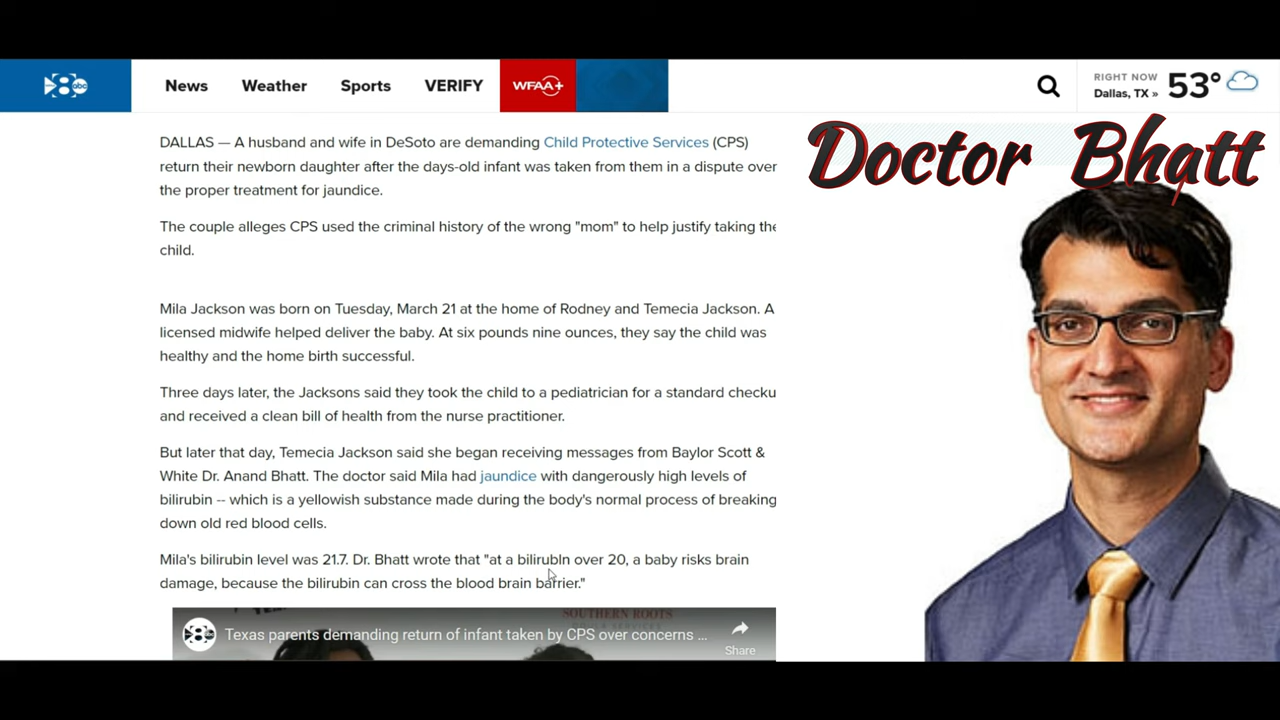 8 abc
News Weather Sports VERIFY WFAA+
RIGHT NOW
Dallas, TX » 53°
Doctor Bhatt
DALLAS — A husband and wife in DeSoto are demanding Child Protective Services (CPS)
return their newborn daughter after the days-old infant was taken from them in a dispute over
the proper treatment for jaundice.
The couple alleges CPS used the criminal history of the wrong "mom" to help justify taking the
child.
Mila Jackson was born on Tuesday, March 21 at the home of Rodney and Temecia Jackson. A
licensed midwife helped deliver the baby. At six pounds nine ounces, they say the child was
healthy and the home birth successful.
Three days later, the Jacksons said they took the child to a pediatrician for a standard checku
and received a clean bill of health from the nurse practitioner.
But later that day, Temecia Jackson said she began receiving messages from Baylor Scott &
White Dr. Anand Bhatt. The doctor said Mila had jaundice with dangerously high levels of
bilirubin -- which is a yellowish substance made during the body's normal process of breaking
down old red blood cells.
Mila's bilirubin level was 21.7. Dr. Bhatt wrote that "at a bilirubIn over 20, a baby risks brain
damage, because the bilirubin can cross the blood brain barrier."
SOUTHERN ROOTS
Texas parents demanding return of infant taken by CPS over concerns ...
Share